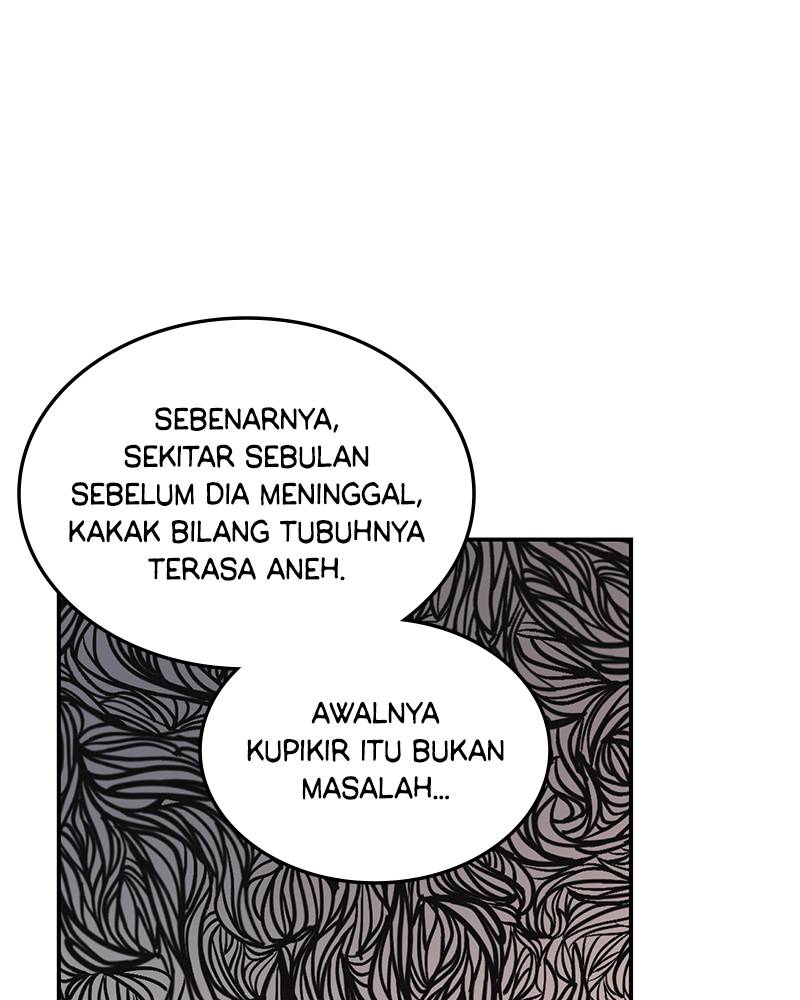 SEBENARNYA,
SEKITAR SEBULAN
SEBELUM DIA MENINGGAL,
KAKAK BILANG TUBUHNYA
TERASA ANEH.
AWALNYA
KUPIKIR ITU BUKAN
MASALAH...